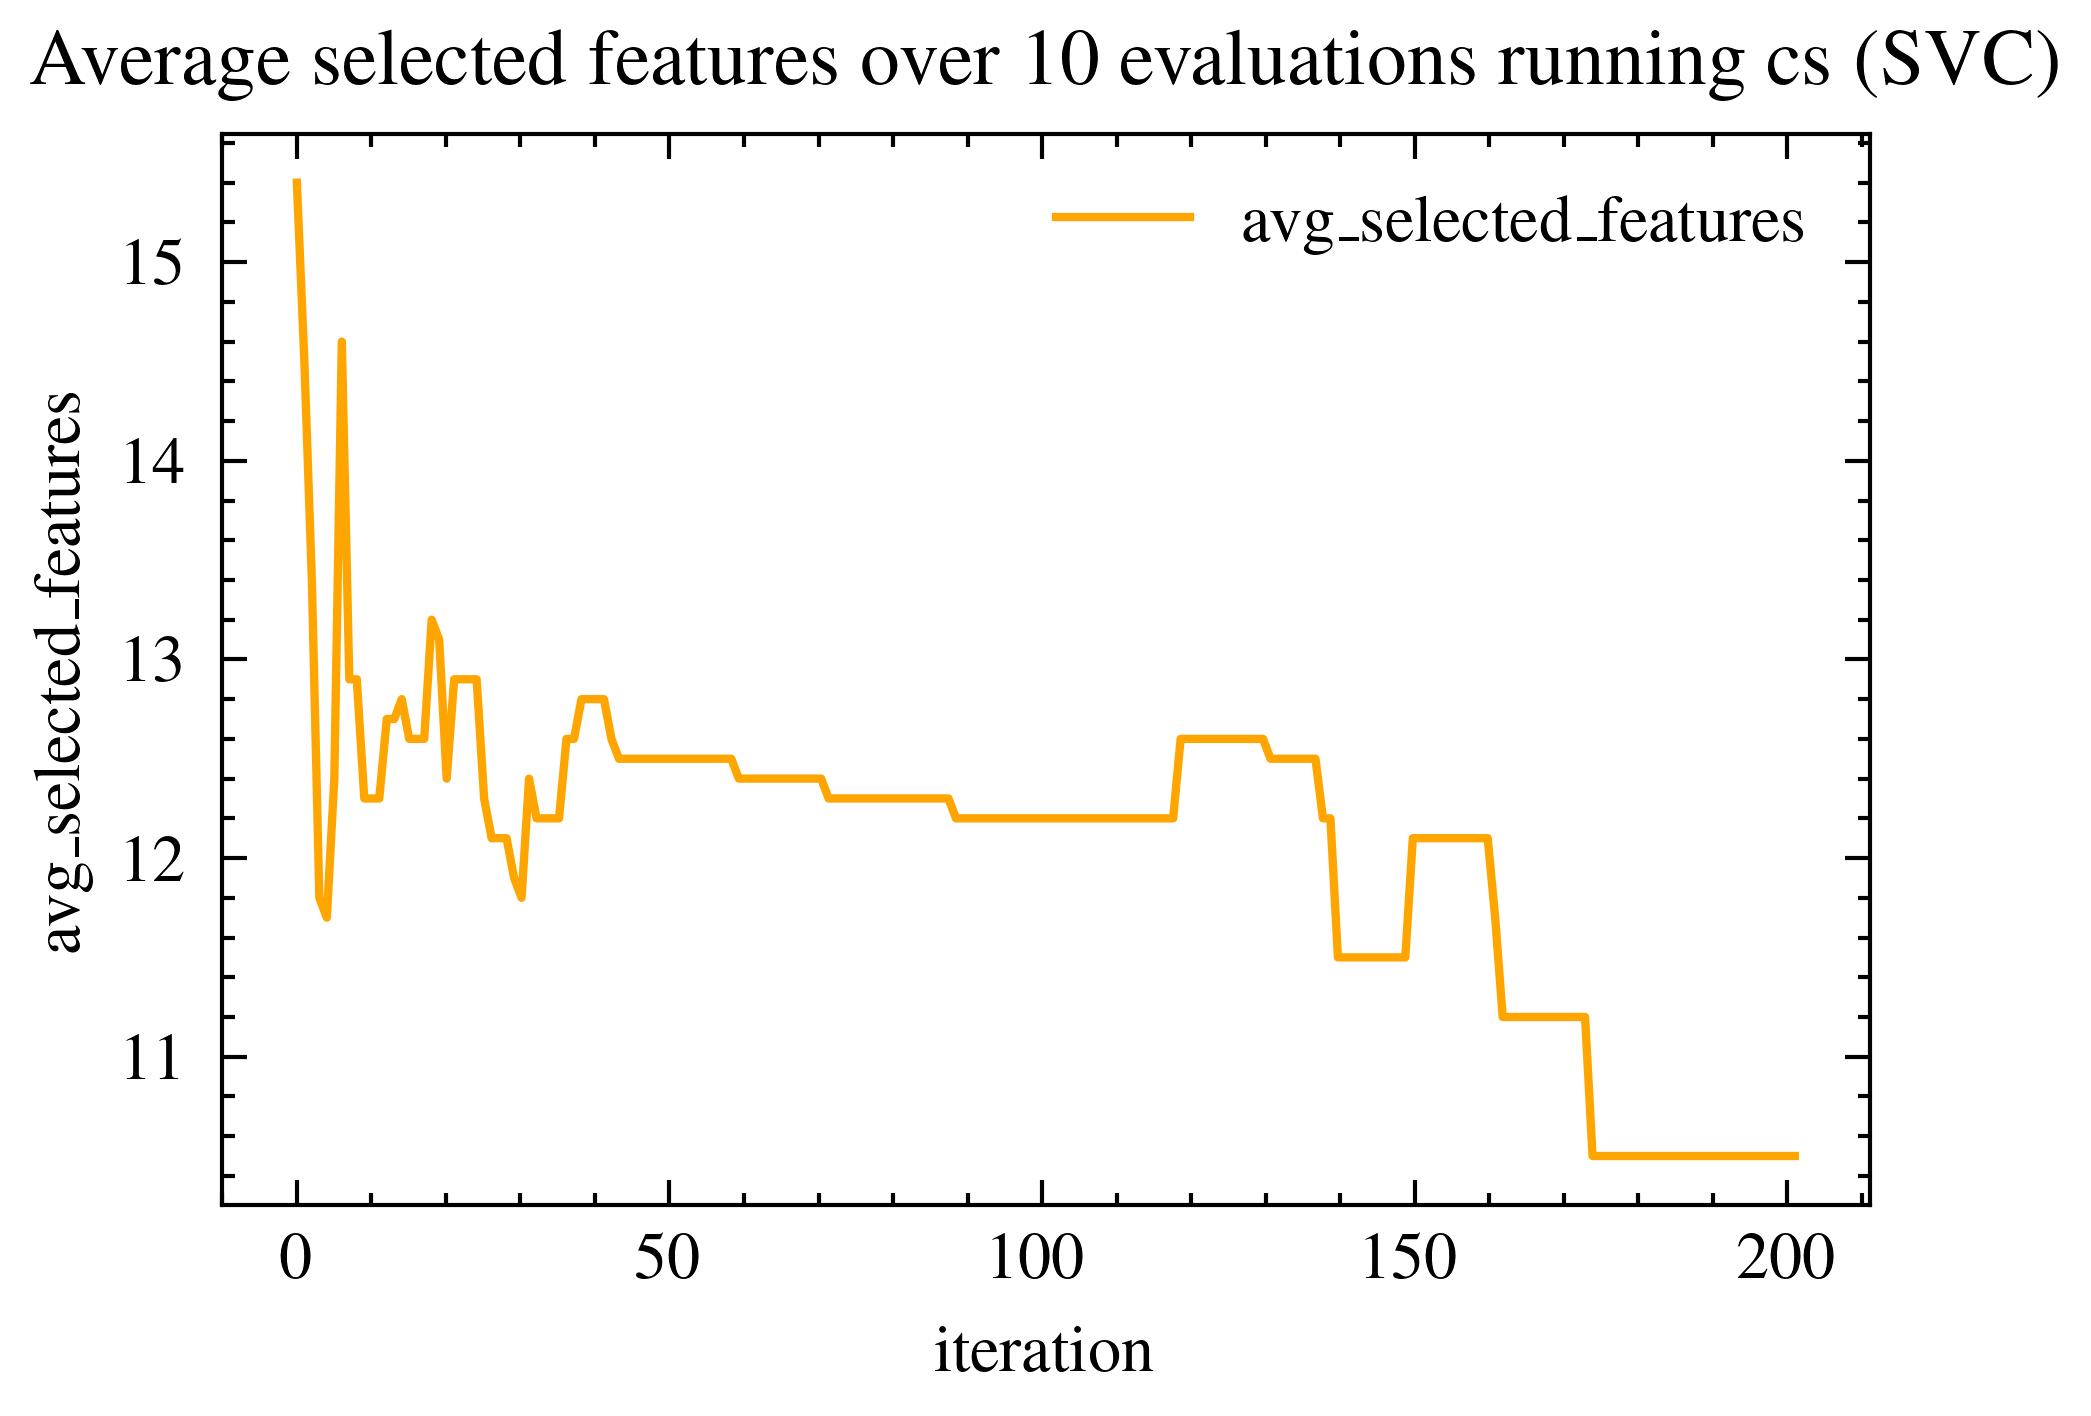 Average selected features over 10 evaluations running cs (SVC)
avg_selected_features
15
14
13
12
11
avg_selected_features
0 50 100 150 200
iteration